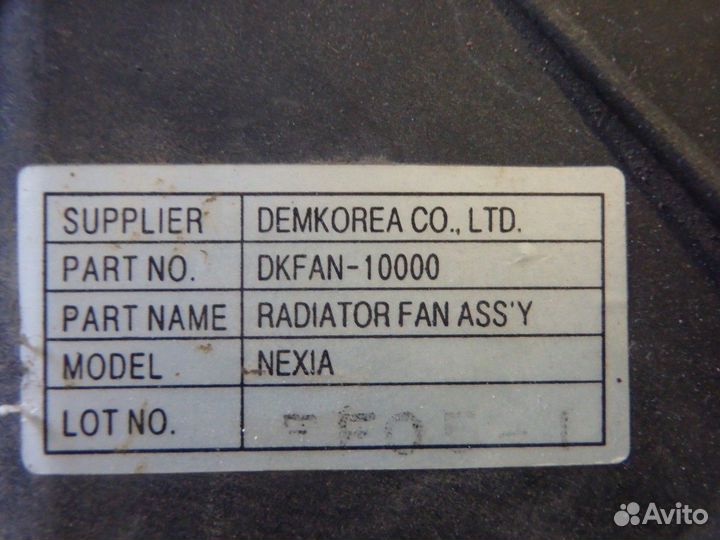 SUPPLIER DEMKOREA CO., LTD.
PART NO. DKFAN-10000
PART NAME RADIATOR FAN ASS'Y
MODEL NEXIA
LOT NO.
Avito